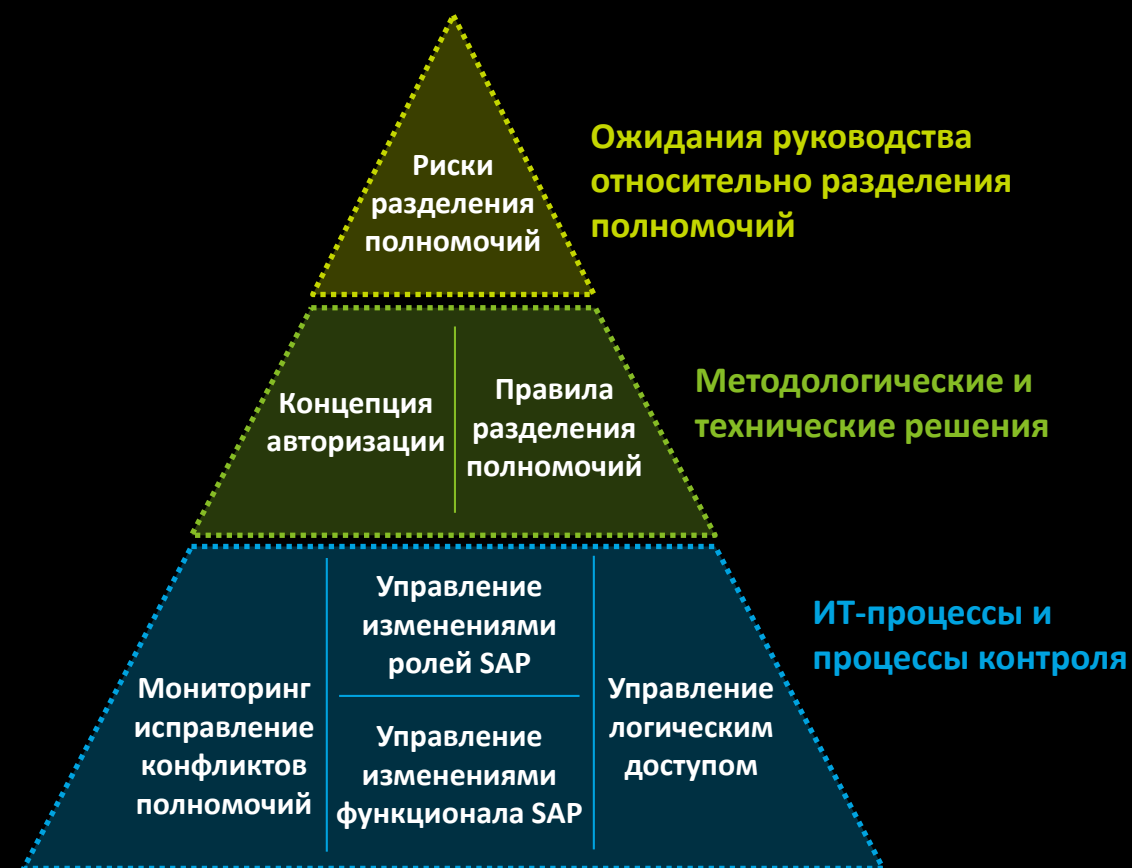 Риски
разделения
полномочий
Ожидания руководства
относительно разделения
полномочий
Концепция
авторизации
Правила
разделения
полномочий
Методологические и
технические решения
Мониторинг
исправление
конфликтов
полномочий
Управление
изменениями
ролей SAP
Управление
изменениями
функционала SAP
Управление
логическим
доступом
ИТ-процессы и
процессы контроля